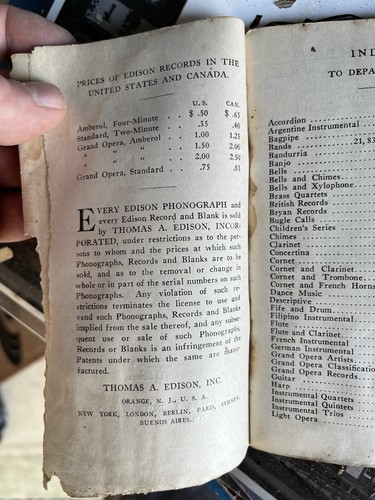 PRICES OF EDISON RECORDS IN THE
UNITED STATES AND CANADA.
U. S. CAN.
Amberol, Four-Minute . . $ .50 $ .65
Standard, Two-Minute . . .35 .40
Grand Opera, Amberol . . 1.00 1.25
" " " . . 1.50 2.00
" " " . . 2.00 2.50
Grand Opera, Standard . . .75 .85
EVERY EDISON PHONOGRAPH and
every Edison Record and Blank is sold
by THOMAS A. EDISON, INCOR-
PORATED, under restrictions as to the per-
sons to whom and the prices at which such
Phonographs, Records and Blanks are to be
sold, and as to the removal or change in
whole or in part of the serial numbers on such
Phonographs. Any violation of such re-
strictions terminates the license to use and
vend such Phonographs, Records and Blanks
implied from the sale thereof, and any subse-
quent use or sale of such Phonographs,
Records or Blanks is an infringement of the
Patents under which the same are manu-
factured.
THOMAS A. EDISON, INC.
ORANGE, N. J., U. S. A.
NEW YORK, LONDON, BERLIN, PARIS, SYDNEY,
BUENOS AIRES.
IND
TO DEPA
Accordion
Argentine Instrumental
Bagpipe
Bands . . . . 21, 83
Bandurria
Banjo
Bells
Bells and Chimes
Bells and Xylophone
Brass Quartets
British Records
Bryan Records
Bugle Calls
Children's Series
Chimes
Clarinet
Concertina
Cornet
Cornet and Clarinet
Cornet and Trombone
Cornet and French Horns
Dance Music
Descriptive
Fife and Drum
Filipino Instrumental
Flute
Flute and Clarinet
French Instrumental
German Instrumental
Grand Opera Artists
Grand Opera Classification
Grand Opera Records
Guitar
Harp
Instrumental Quartets
Instrumental Quintets
Instrumental Trios
Light Opera